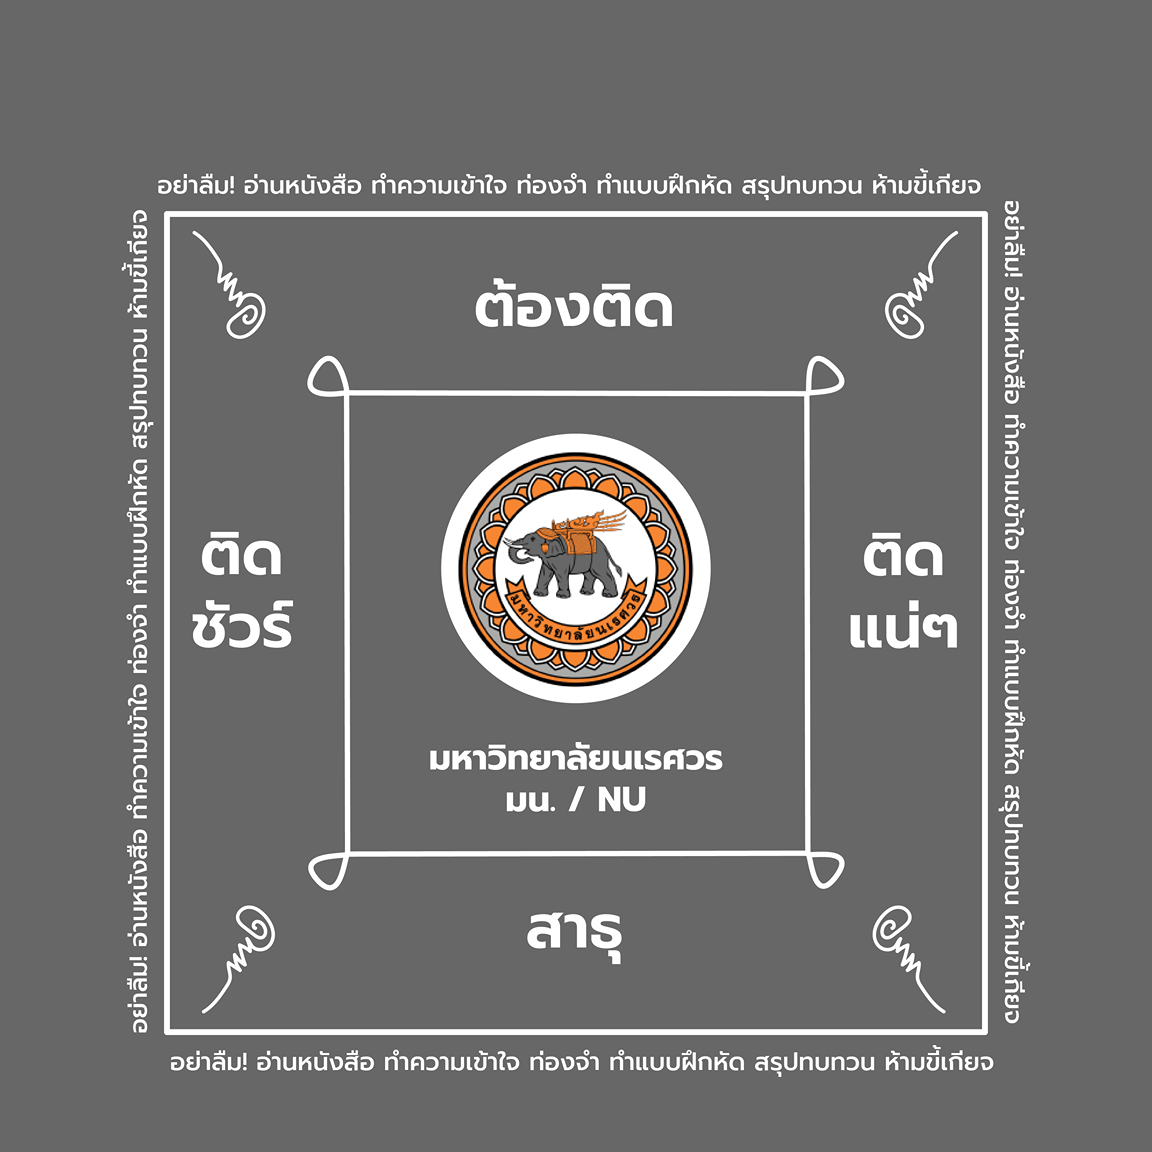 อย่าลืม! อ่านหนังสือ ทำความเข้าใจ ท่องจำ ทำแบบฝึกหัด สรุปทบทวน ห้ามขี้เกียจ
อย่าลืม! อ่านหนังสือ ทำความเข้าใจ ท่องจำ ทำแบบฝึกหัด สรุปทบทวน ห้ามขี้เกียจ
อย่าลืม! อ่านหนังสือ ทำความเข้าใจ ท่องจำ ทำแบบฝึกหัด สรุปทบทวน ห้ามขี้เกียจ
ต้องติด
ติด
ชัวร์
ติด
แน่ๆ
มหาวิทยาลัยนเรศวร
มหาวิทยาลัยนเรศวร
มน. / NU
สาธุ
อย่าลืม! อ่านหนังสือ ทำความเข้าใจ ท่องจำ ทำแบบฝึกหัด สรุปทบทวน ห้ามขี้เกียจ